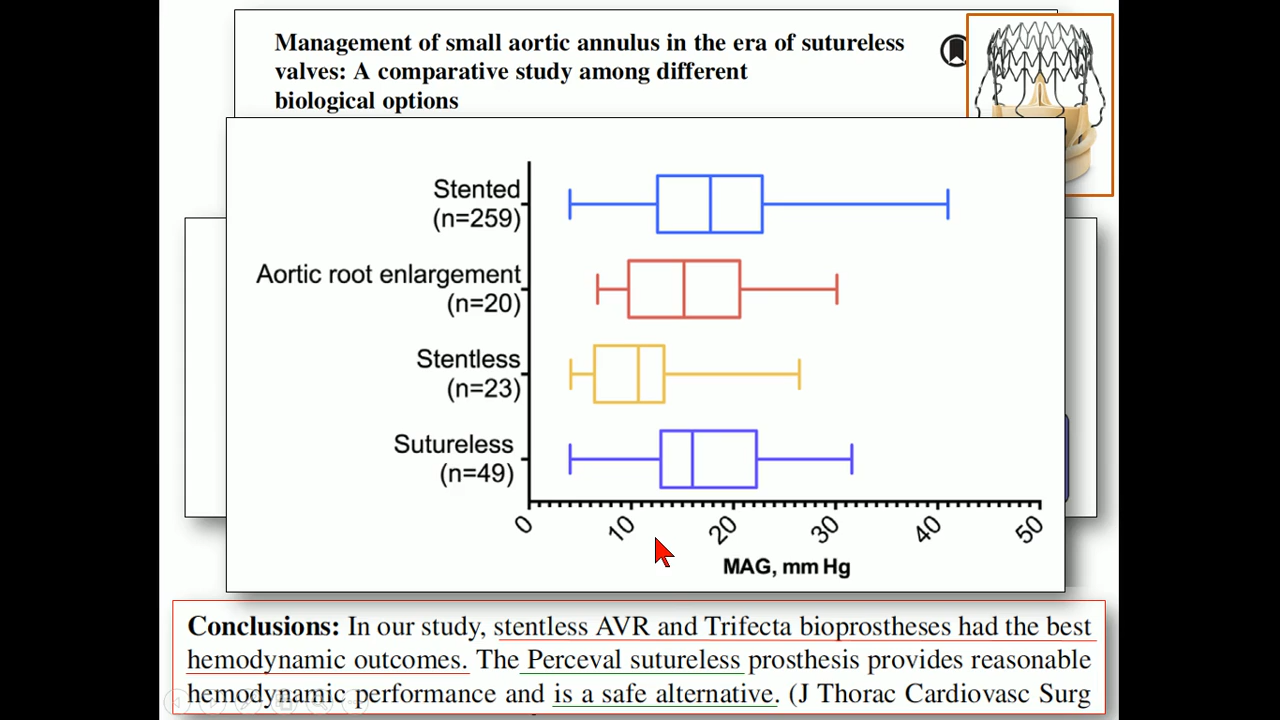 Management of small aortic annulus in the era of sutureless
valves: A comparative study among different
biological options
Stented
(n=259)
Aortic root enlargement
(n=20)
Stentless
(n=23)
Sutureless
(n=49)
0 10 20 30 40 50
MAG, mm Hg
Conclusions: In our study, stentless AVR and Trifecta bioprostheses had the best
hemodynamic outcomes. The Perceval sutureless prosthesis provides reasonable
hemodynamic performance and is a safe alternative. (J Thorac Cardiovasc Surg